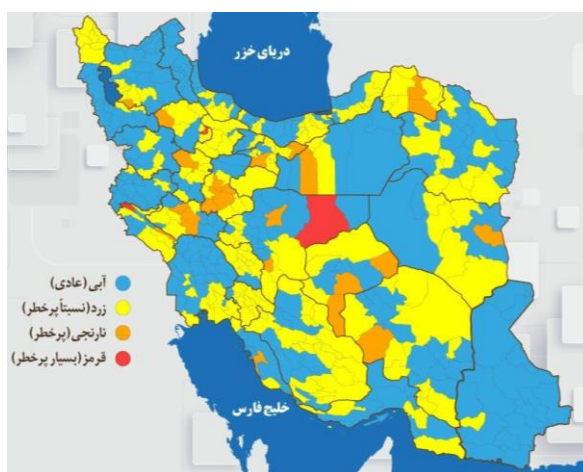 دریای خزر
آبی(عادی)
زرد(نسبتاً پرخطر)
نارنجی(پرخطر)
قرمز(بسیار پرخطر)
خلیج فارس